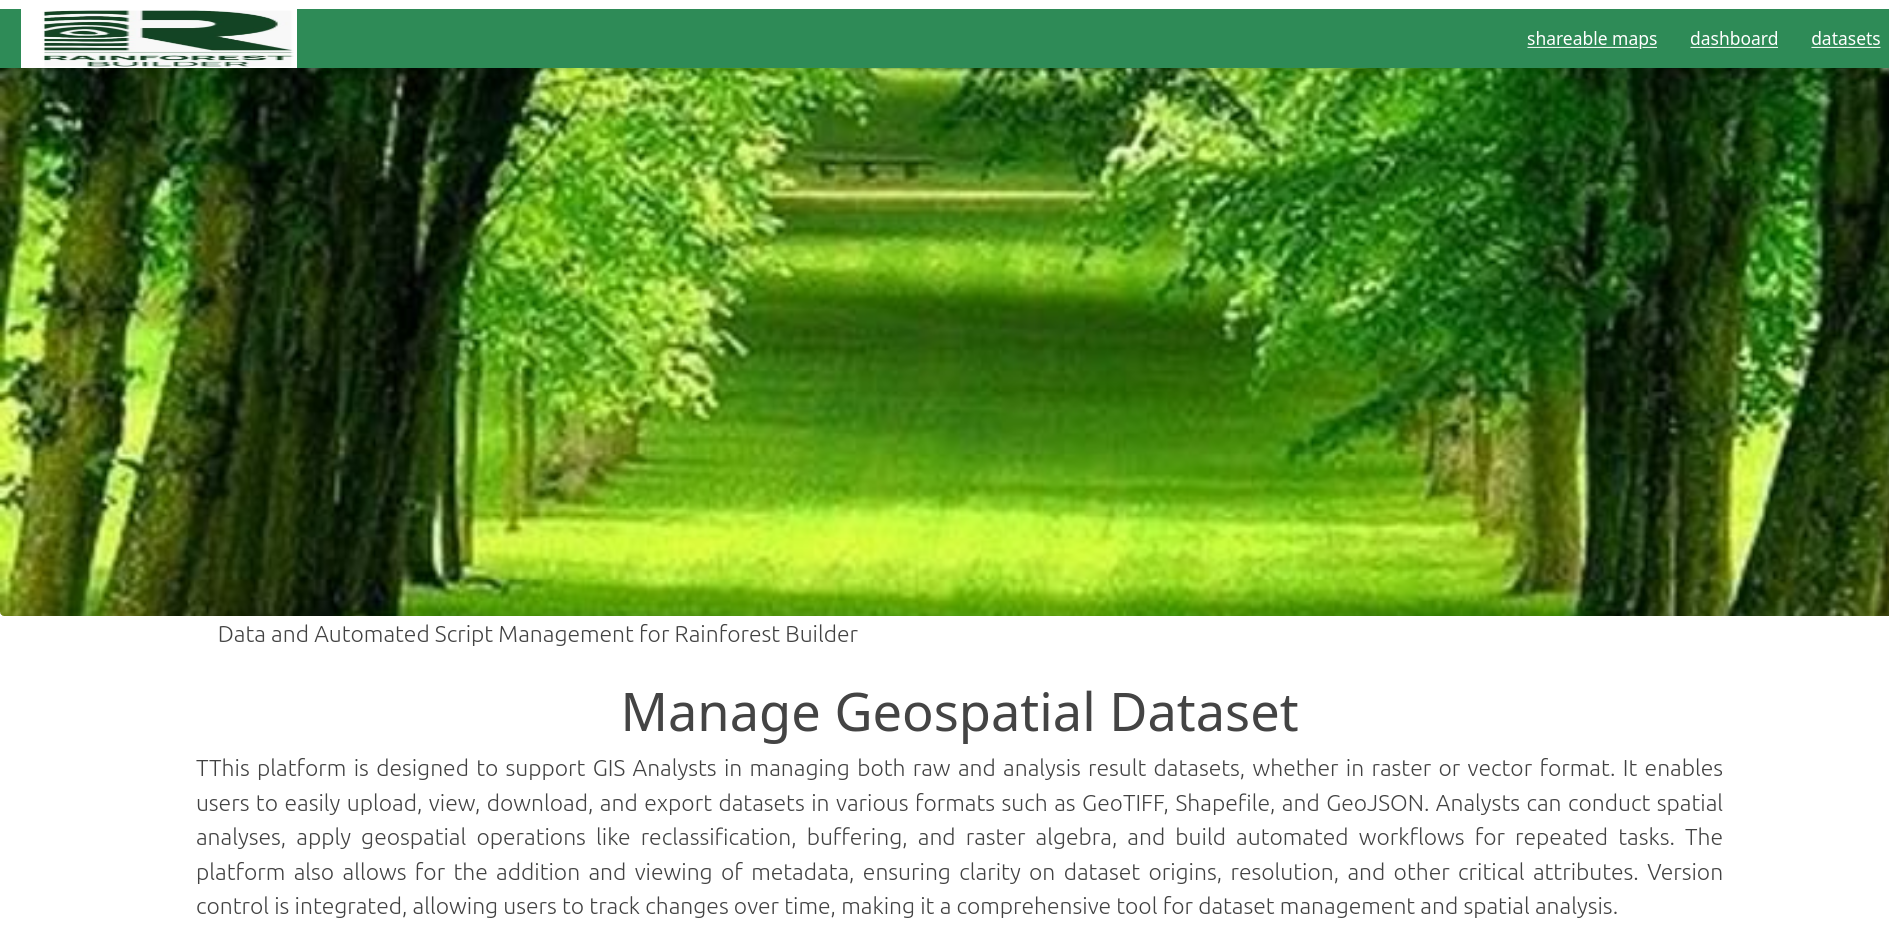 RAINFOREST
BUILDER
shareable maps dashboard datasets
Data and Automated Script Management for Rainforest Builder
Manage Geospatial Dataset
TThis platform is designed to support GIS Analysts in managing both raw and analysis result datasets, whether in raster or vector format. It enables
users to easily upload, view, download, and export datasets in various formats such as GeoTIFF, Shapefile, and GeoJSON. Analysts can conduct spatial
analyses, apply geospatial operations like reclassification, buffering, and raster algebra, and build automated workflows for repeated tasks. The
platform also allows for the addition and viewing of metadata, ensuring clarity on dataset origins, resolution, and other critical attributes. Version
control is integrated, allowing users to track changes over time, making it a comprehensive tool for dataset management and spatial analysis.